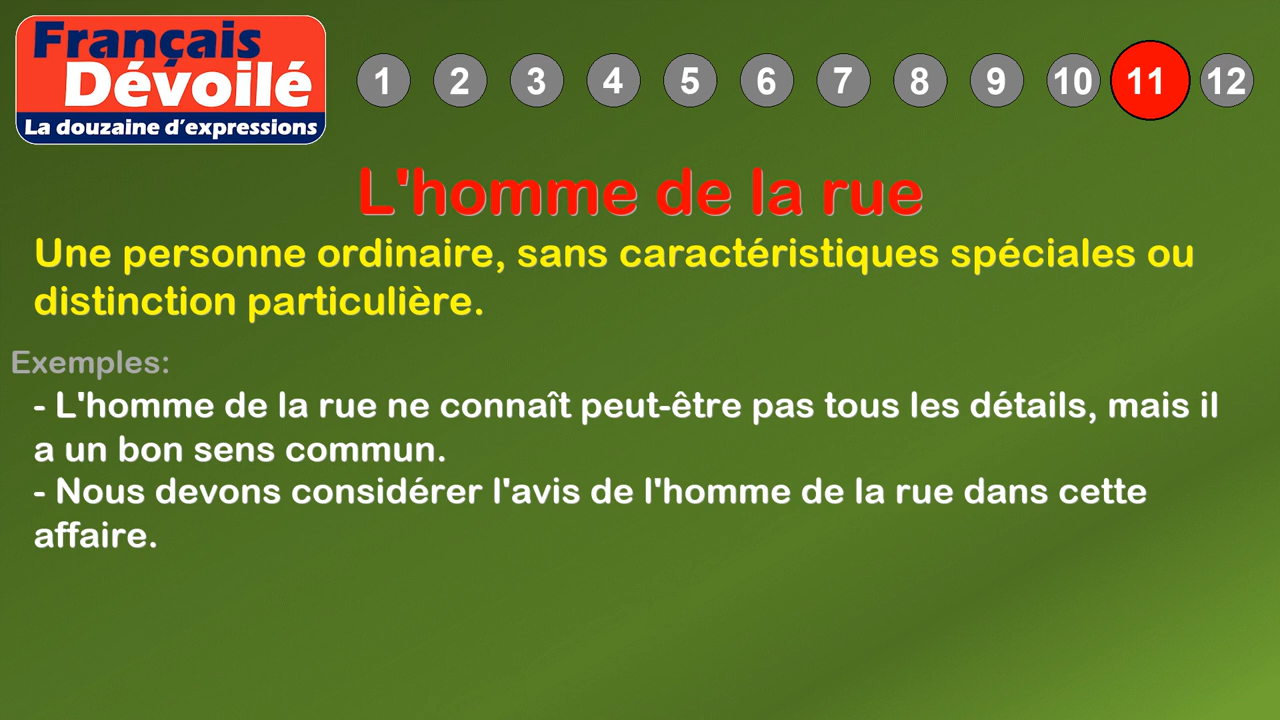 Français
Dévoilé
La douzaine d'expressions
1 2 3 4 5 6 7 8 9 10 11 12
L'homme de la rue
Une personne ordinaire, sans caractéristiques spéciales ou
distinction particulière.
Exemples:
- L'homme de la rue ne connaît peut-être pas tous les détails, mais il
a un bon sens commun.
- Nous devons considérer l'avis de l'homme de la rue dans cette
affaire.